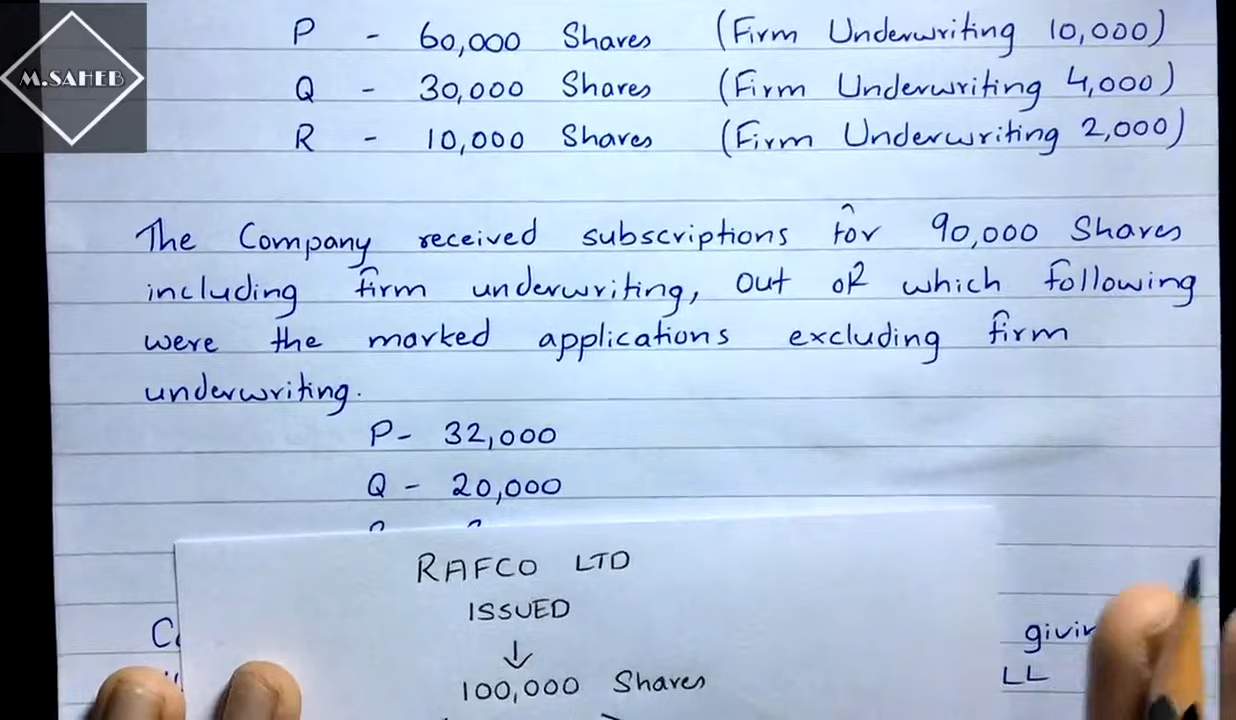 M.SAHEB
P - 60,000 Shares (Firm Underwriting 10,000)
Q - 30,000 Shares (Firm Underwriting 4,000)
R - 10,000 Shares (Firm Underwriting 2,000)
The Company received subscriptions for 90,000 Shares
including firm underwriting, out of which following
were the marked applications excluding firm
underwriting.
P- 32,000
Q - 20,000
RAFCO LTD
ISSUED
↓
100,000 Shares
LL